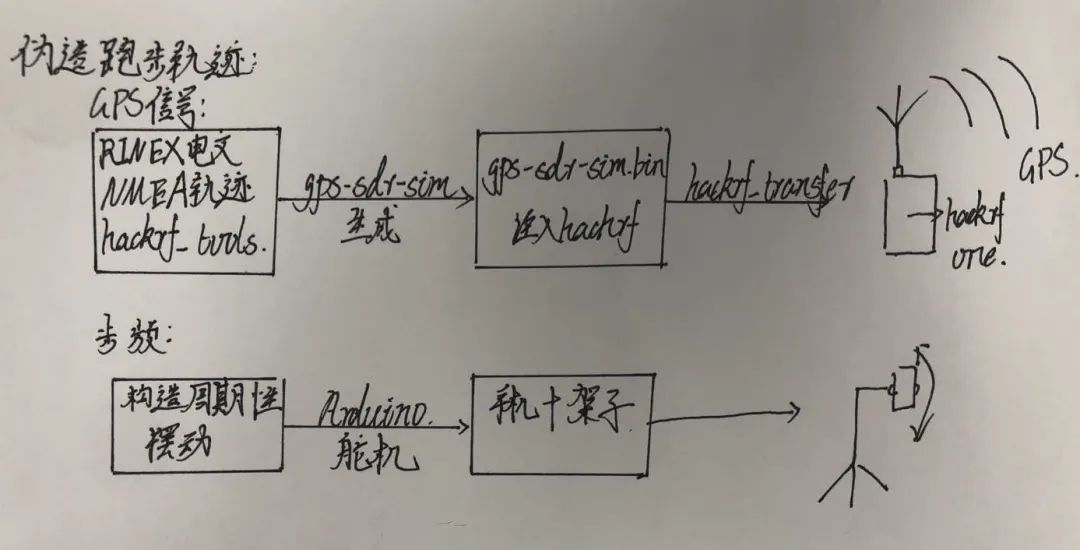 伪造跑步轨迹:
GPS信号:
RINEX电文
NMEA轨迹
hackrf_tools.
gps-sdr-sim
生成
gps-sdr-sim.bin
注入hackrf
hackrf_transfer
GPS.
hackrf
one.
步频:
构造周期性
摆动
Arduino.
舵机
手机+架子